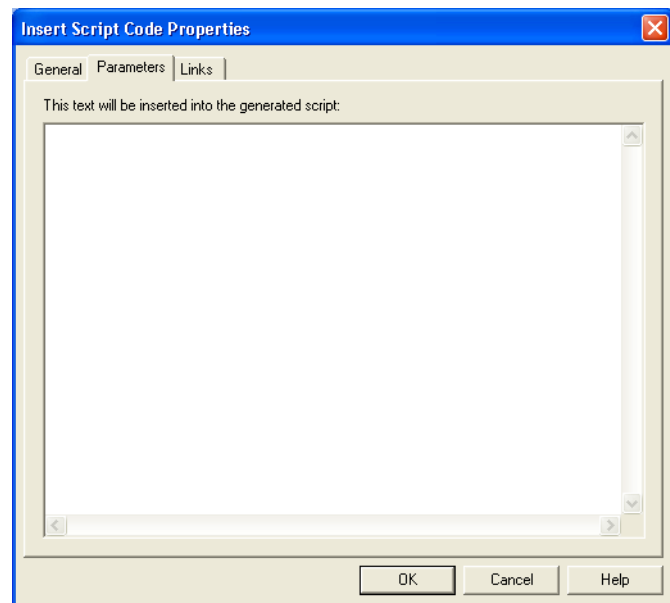 Insert Script Code Properties
General Parameters Links
This text will be inserted into the generated script:
OK Cancel Help